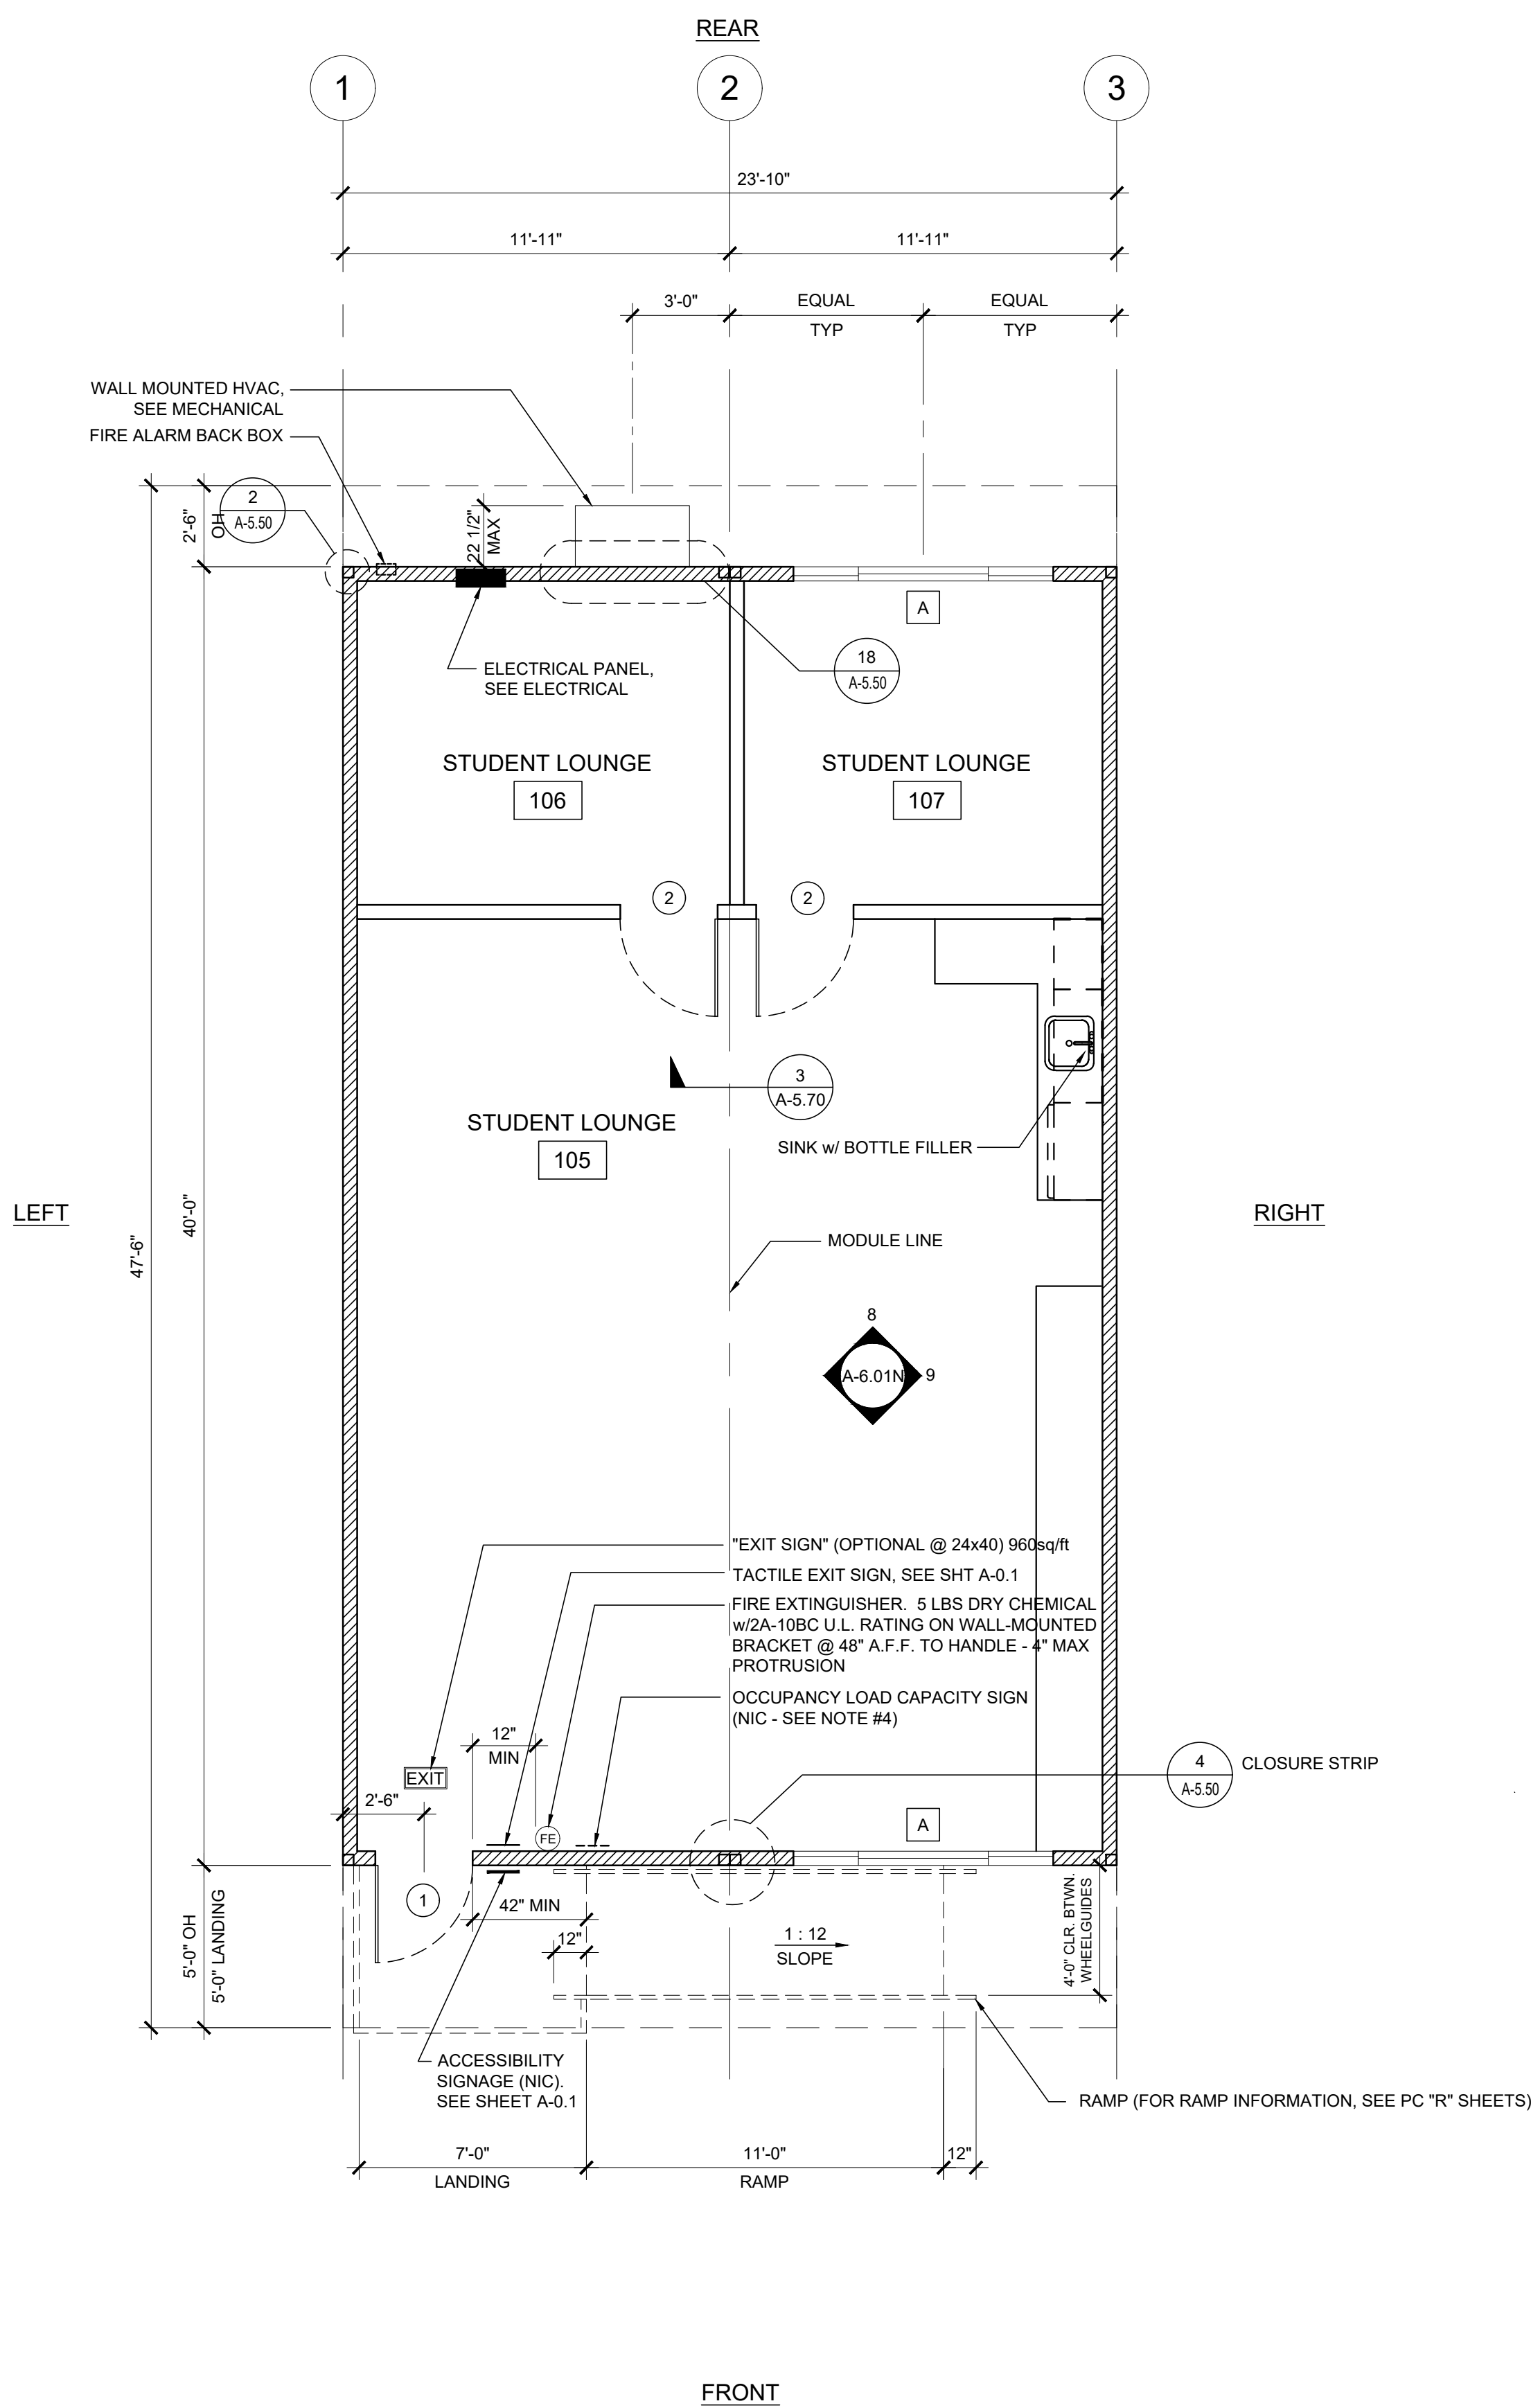 REAR
1
2
3
23'-10"
11'-11"
11'-11"
3'-0"
EQUAL
TYP
EQUAL
TYP
WALL MOUNTED HVAC,
SEE MECHANICAL
FIRE ALARM BACK BOX
2
A-5.50
2'-6"
OH
22 1/2"
MAX
A
ELECTRICAL PANEL,
SEE ELECTRICAL
18
A-5.50
STUDENT LOUNGE
106
STUDENT LOUNGE
107
2
2
3
A-5.70
STUDENT LOUNGE
105
SINK w/ BOTTLE FILLER
LEFT
47'-6"
40'-0"
RIGHT
MODULE LINE
8
A-6.01N
9
"EXIT SIGN" (OPTIONAL @ 24x40) 960sq/ft
TACTILE EXIT SIGN, SEE SHT A-0.1
FIRE EXTINGUISHER. 5 LBS DRY CHEMICAL
w/2A-10BC U.L. RATING ON WALL-MOUNTED
BRACKET @ 48" A.F.F. TO HANDLE - 4" MAX
PROTRUSION
OCCUPANCY LOAD CAPACITY SIGN
(NIC - SEE NOTE #4)
12"
MIN
EXIT
2'-6"
4
A-5.50
CLOSURE STRIP
FE
A
1
42" MIN
12"
1 : 12
SLOPE
4'-0" CLR. BTWN.
WHEELGUIDES
5'-0" OH
5'-0" LANDING
ACCESSIBILITY
SIGNAGE (NIC).
SEE SHEET A-0.1
RAMP (FOR RAMP INFORMATION, SEE PC "R" SHEETS)
7'-0"
LANDING
11'-0"
RAMP
12"
FRONT